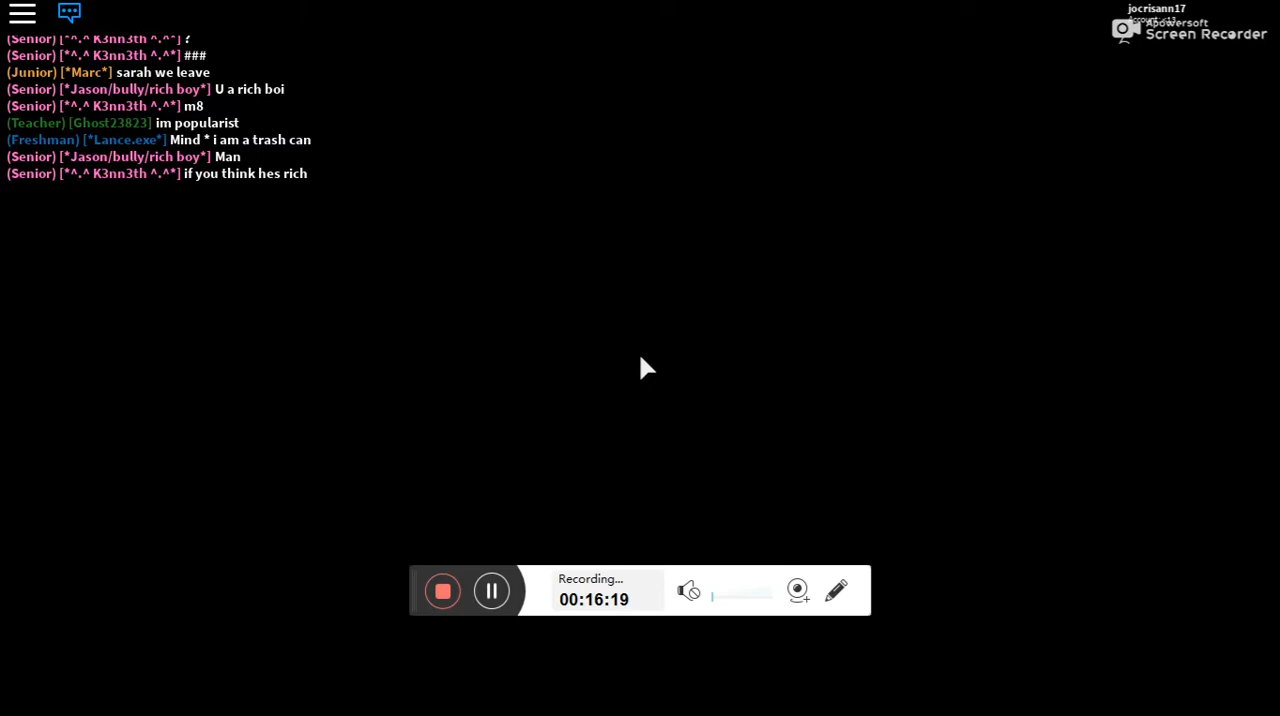 jocrisann17
Apowersoft
Screen Recorder
(Senior) [*^.^ K3nn3th ^.^*] ?
(Senior) [*^.^ K3nn3th ^.^*] ###
(Junior) [*Marc*] sarah we leave
(Senior) [*Jason/bully/rich boy*] U a rich boi
(Senior) [*^.^ K3nn3th ^.^*] m8
(Teacher) [Ghost23823] im popularist
(Freshman) [*Lance.exe*] Mind * i am a trash can
(Senior) [*Jason/bully/rich boy*] Man
(Senior) [*^.^ K3nn3th ^.^*] if you think hes rich
Recording...
00:16:19